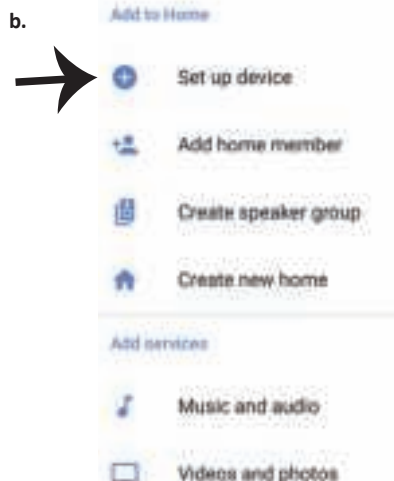 b.
Add to Home
Set up device
Add home member
Create speaker group
Create new home
Add services
Music and audio
Videos and photos